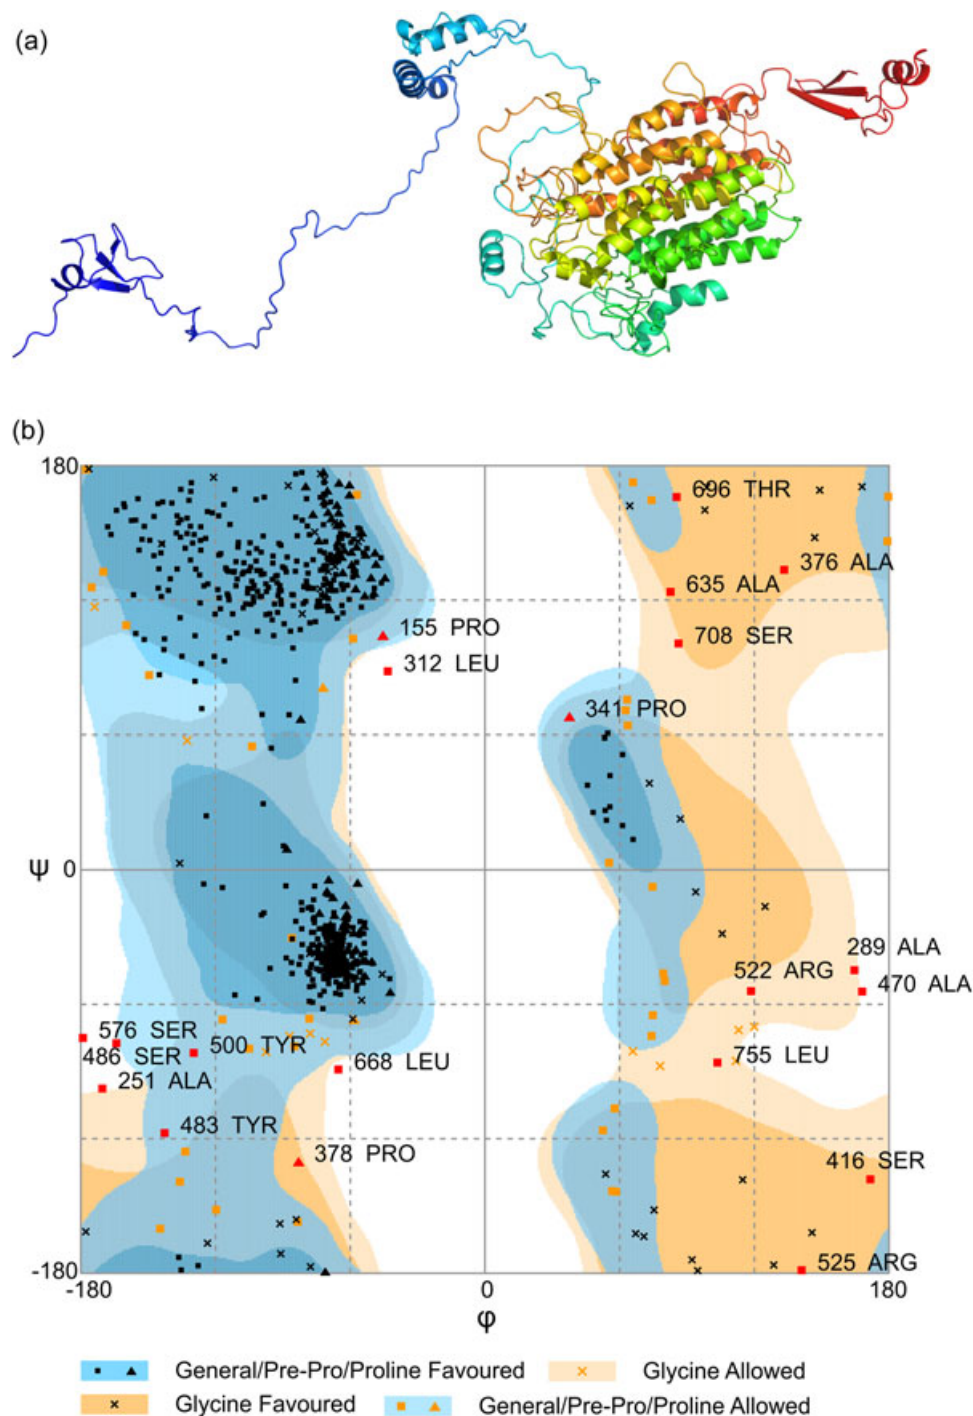 (a)
(b)
180
696 THR
376 ALA
635 ALA
155 PRO
708 SER
312 LEU
341 PRO
ψ 0
289 ALA
522 ARG
470 ALA
576 SER
500 TYR
486 SER
668 LEU
755 LEU
251 ALA
483 TYR
378 PRO
416 SER
525 ARG
-180
-180 0 180
φ
General/Pre-Pro/Proline Favoured Glycine Allowed
Glycine Favoured General/Pre-Pro/Proline Allowed